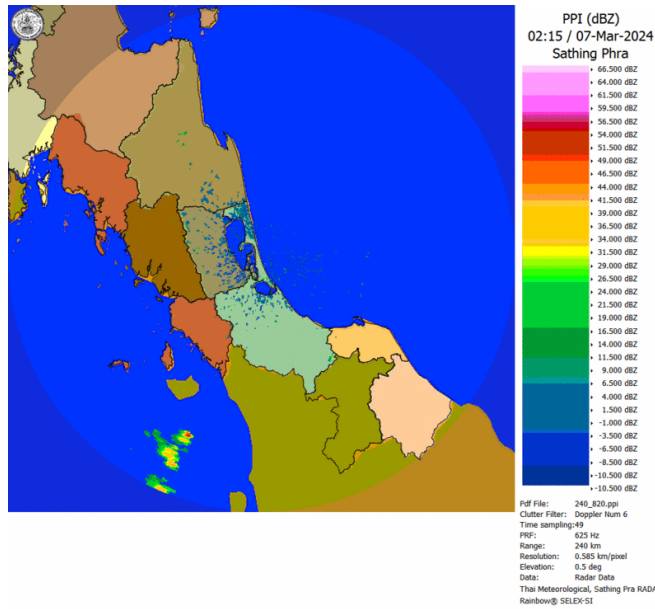 PPI (dBZ)
02:15 / 07-Mar-2024
Sathing Phra
66.500 dBZ
64.000 dBZ
61.500 dBZ
59.500 dBZ
56.500 dBZ
54.000 dBZ
51.500 dBZ
49.000 dBZ
46.500 dBZ
44.000 dBZ
41.500 dBZ
39.000 dBZ
36.500 dBZ
34.000 dBZ
31.500 dBZ
29.000 dBZ
26.500 dBZ
24.000 dBZ
21.500 dBZ
19.000 dBZ
16.500 dBZ
14.000 dBZ
11.500 dBZ
9.000 dBZ
6.500 dBZ
4.000 dBZ
1.500 dBZ
-1.000 dBZ
-3.500 dBZ
-6.500 dBZ
-8.500 dBZ
-10.500 dBZ
-10.500 dBZ
Pdf File: 240_820.ppi
Clutter Filter: Doppler Num 6
Time sampling:49
PRF: 625 Hz
Range: 240 km
Resolution: 0.585 km/pixel
Elevation: 0.5 deg
Data: Radar Data
Thai Meteorological, Sathing Pra RADA
Rainbow® SELEX-SI